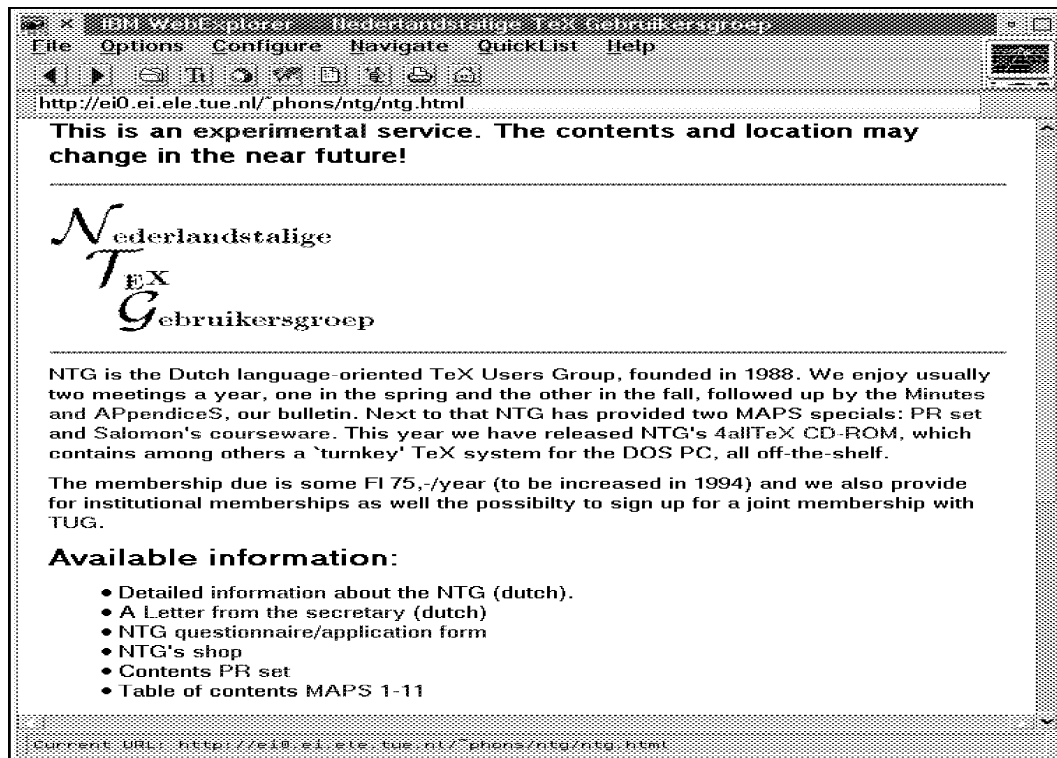 IBM WebExplorer - Nederlandstalige TeX Gebruikersgroep
File Options Configure Navigate QuickList Help
http://ei0.ei.ele.tue.nl/~phons/ntg/ntg.html
This is an experimental service. The contents and location may
change in the near future!
Nederlandstalige
TEX
Gebruikersgroep
NTG is the Dutch language-oriented TeX Users Group, founded in 1988. We enjoy usually
two meetings a year, one in the spring and the other in the fall, followed up by the Minutes
and APpendiceS, our bulletin. Next to that NTG has provided two MAPS specials: PR set
and Salomon's courseware. This year we have released NTG's 4allTeX CD-ROM, which
contains among others a `turnkey' TeX system for the DOS PC, all off-the-shelf.
The membership due is some Fl 75,-/year (to be increased in 1994) and we also provide
for institutional memberships as well the possibilty to sign up for a joint membership with
TUG.
Available information:
• Detailed information about the NTG (dutch).
• A Letter from the secretary (dutch)
• NTG questionnaire/application form
• NTG's shop
• Contents PR set
• Table of contents MAPS 1-11
Current URL: http://ei0.ei.ele.tue.nl/~phons/ntg/ntg.html